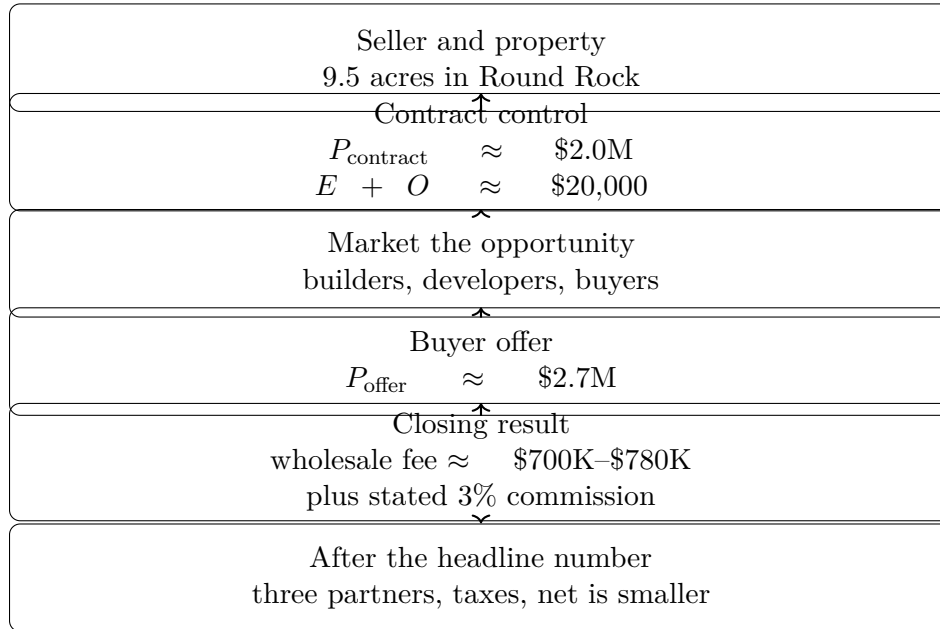 Seller and property
9.5 acres in Round Rock
Contract control
P_contract ≈ $2.0M
E + O ≈ $20,000
Market the opportunity
builders, developers, buyers
Buyer offer
P_offer ≈ $2.7M
Closing result
wholesale fee ≈ $700K–$780K
plus stated 3% commission
After the headline number
three partners, taxes, net is smaller